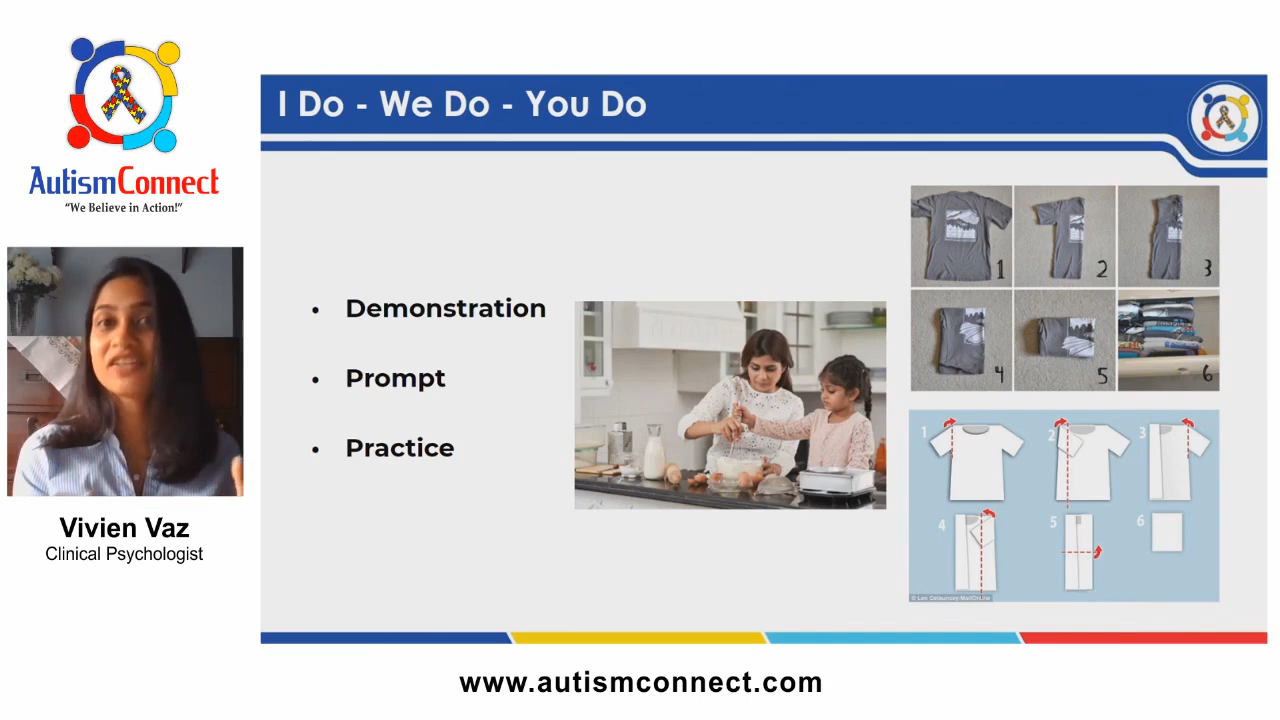 AutismConnect
“We Believe in Action!”
Vivien Vaz
Clinical Psychologist
I Do - We Do - You Do
• Demonstration
• Prompt
• Practice
1
2
3
4
5
6
1
2
3
4
5
6
www.autismconnect.com